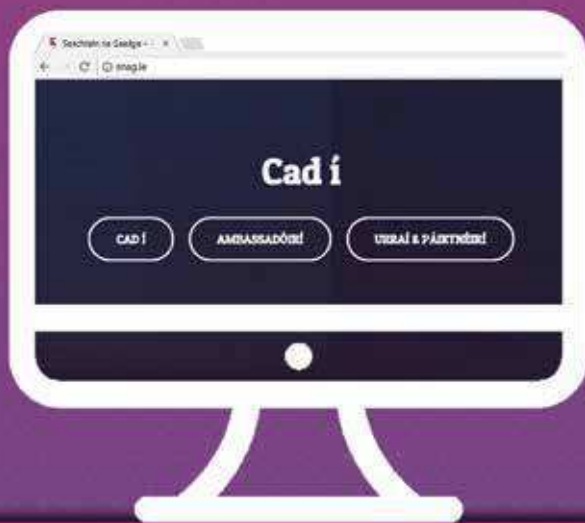 Seachtain na Gaeilge -
snag.ie
Cad í
CAD Í
AMBASSADÓIRÍ
URRAÍ & PÁIRTNÉIRÍ